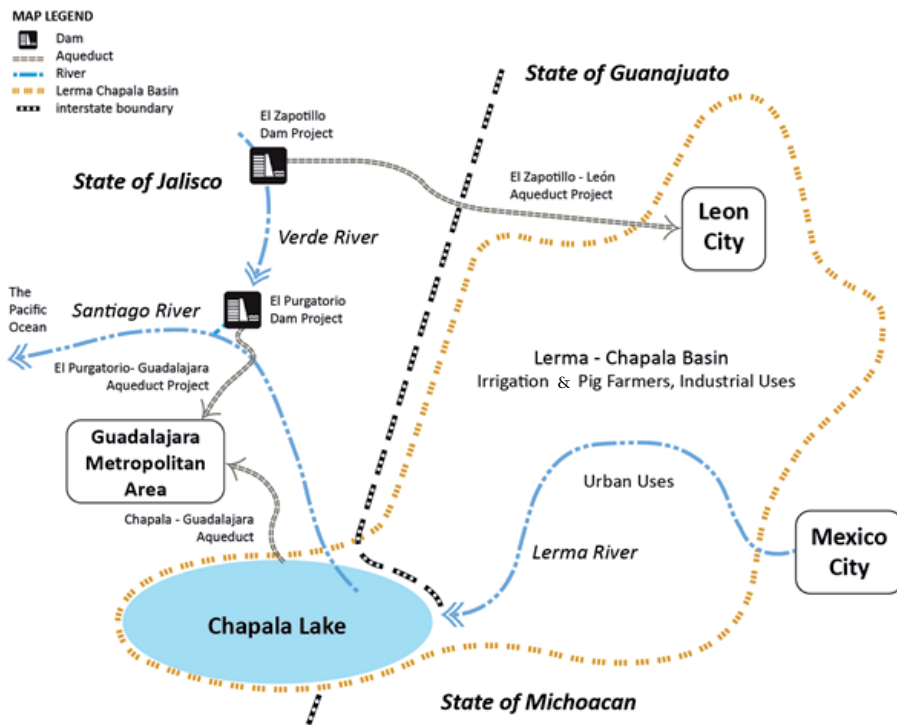 MAP LEGEND
Dam
Aqueduct
River
Lerma Chapala Basin
interstate boundary
State of Guanajuato
El Zapotillo
Dam Project
State of Jalisco
El Zapotillo - León
Aqueduct Project
Leon
City
Verde River
The
Pacific
Ocean
Santiago River
El Purgatorio
Dam Project
El Purgatorio- Guadalajara
Aqueduct Project
Lerma - Chapala Basin
Irrigation & Pig Farmers, Industrial Uses
Guadalajara
Metropolitan
Area
Urban Uses
Chapala - Guadalajara
Aqueduct
Lerma River
Mexico
City
Chapala Lake
State of Michoacan